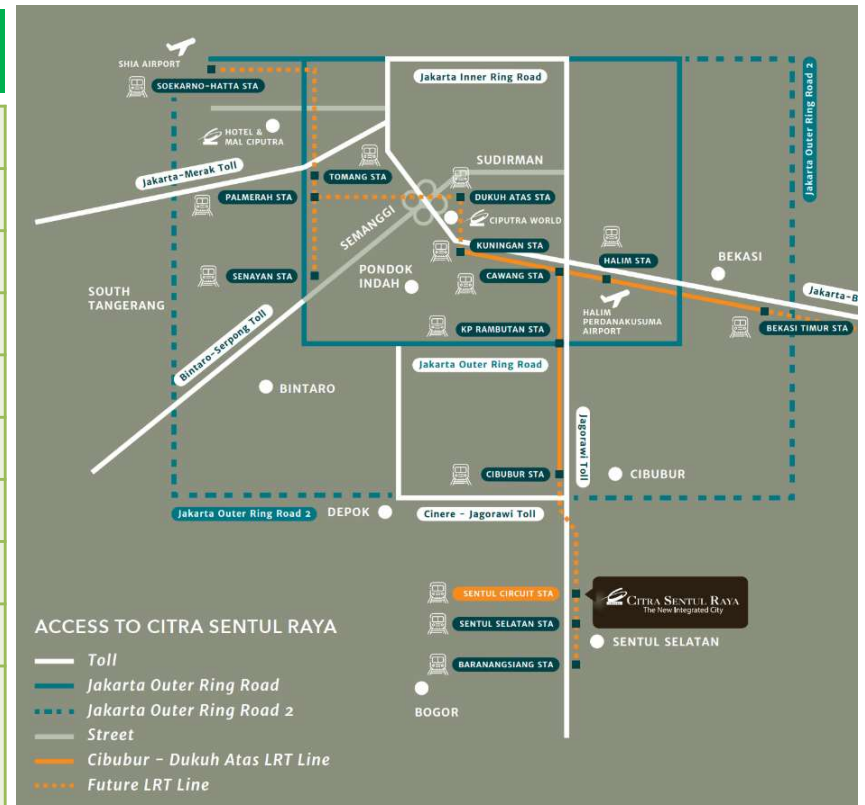 SHIA AIRPORT
SOEKARNO-HATTA STA
Jakarta Inner Ring Road
Jakarta Outer Ring Road 2
HOTEL &
MAL CIPUTRA
Jakarta-Merak Toll
TOMANG STA
SUDIRMAN
PALMERAH STA
DUKUH ATAS STA
SEMANGGI
CIPUTRA WORLD
KUNINGAN STA
HALIM STA
BEKASI
SENAYAN STA
PONDOK
INDAH
CAWANG STA
SOUTH
TANGERANG
Jakarta-B
HALIM
PERDANAKUSUMA
AIRPORT
KP RAMBUTAN STA
BEKASI TIMUR STA
Bintaro-Serpong Toll
Jakarta Outer Ring Road
BINTARO
Jagorawi Toll
CIBUBUR STA
CIBUBUR
Jakarta Outer Ring Road 2
DEPOK
Cinere - Jagorawi Toll
SENTUL CIRCUIT STA
CITRA SENTUL RAYA
The New Integrated City
SENTUL SELATAN STA
SENTUL SELATAN
BARANANGSIANG STA
BOGOR
ACCESS TO CITRA SENTUL RAYA
Toll
Jakarta Outer Ring Road
Jakarta Outer Ring Road 2
Street
Cibubur - Dukuh Atas LRT Line
Future LRT Line